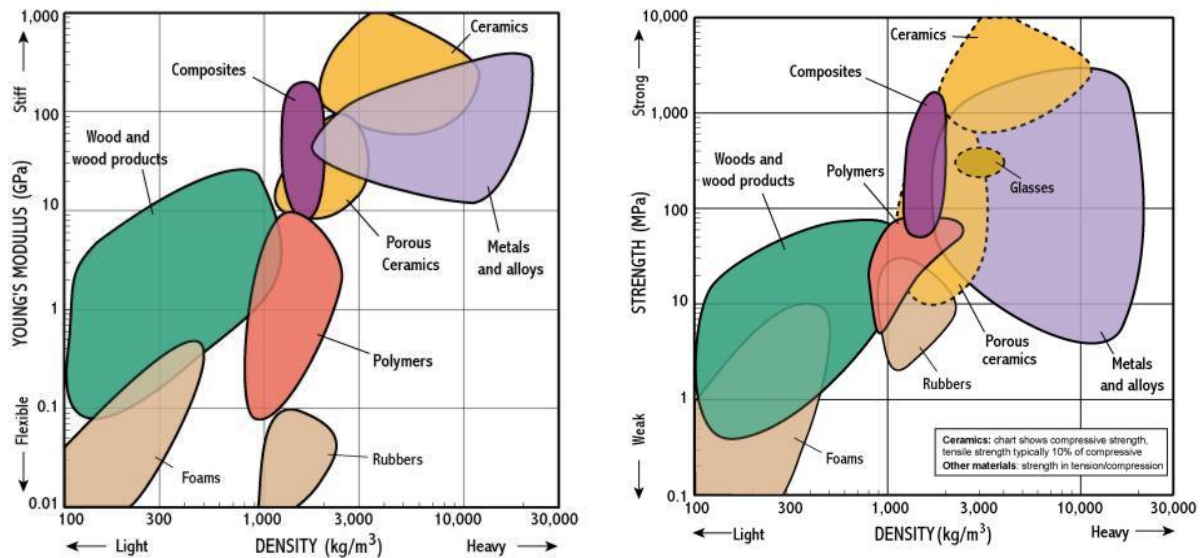 1,000
100
10
1
0.1
0.01
Stiff
YOUNG'S MODULUS (GPa)
Flexible
Ceramics
Composites
Wood and
wood products
Porous
Ceramics
Metals
and alloys
Polymers
Foams
Rubbers
100
300
1,000
3,000
10,000
30,000
Light
DENSITY (kg/m³)
Heavy
10,000
1,000
100
10
1
0.1
Strong
STRENGTH (MPa)
Weak
Ceramics
Composites
Woods and
wood products
Polymers
Glasses
Porous
ceramics
Rubbers
Metals
and alloys
Foams
Ceramics: chart shows compressive strength,
tensile strength typically 10% of compressive
Other materials: strength in tension/compression
100
300
1,000
3,000
10,000
30,000
Light
DENSITY (kg/m³)
Heavy